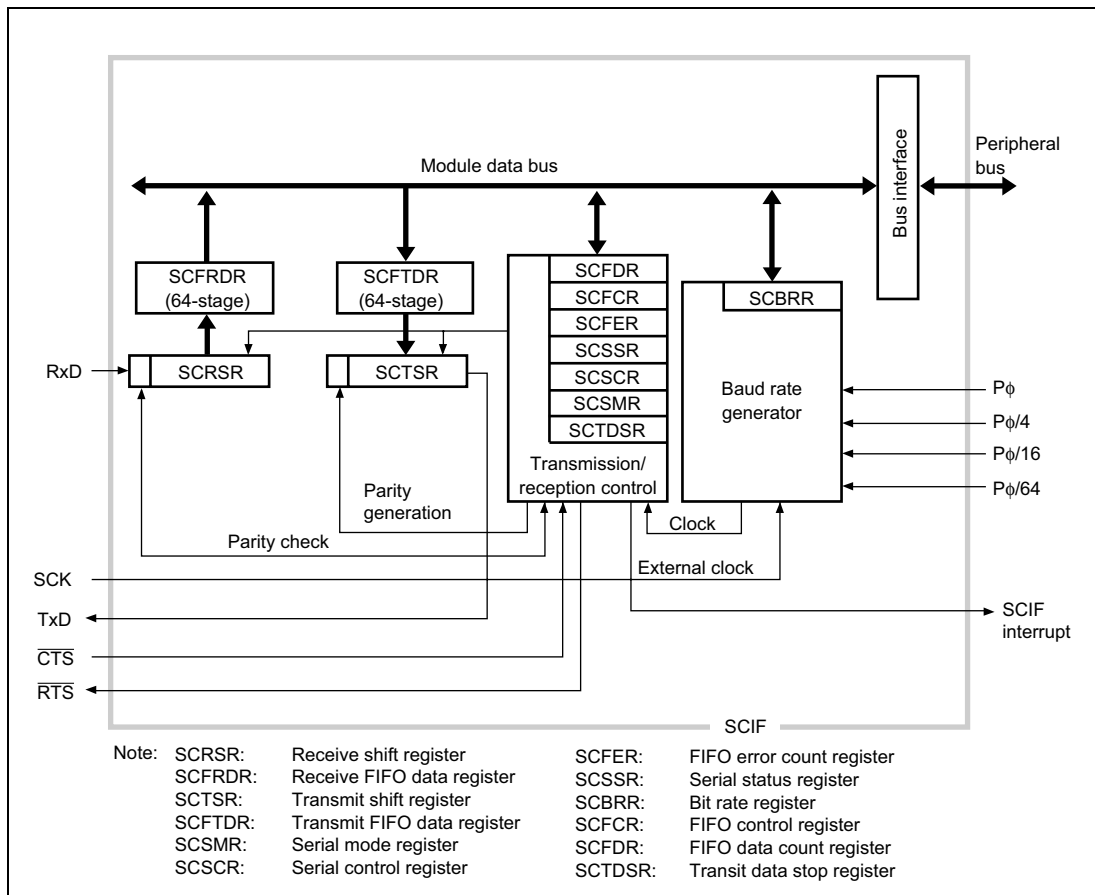 Module data bus
Bus interface
Peripheral
bus
SCFRDR
(64-stage)
SCFTDR
(64-stage)
SCFDR
SCFCR
SCFER
SCSSR
SCSCR
SCSMR
SCTDSR
Transmission/
reception control
SCBRR
Baud rate
generator
RxD
SCRSR
SCTSR
Pϕ
Pϕ/4
Pϕ/16
Pϕ/64
Parity
generation
Parity check
Clock
SCK
External clock
TxD
SCIF
interrupt
CTS
RTS
SCIF
Note: SCRSR: Receive shift register
SCFRDR: Receive FIFO data register
SCTSR: Transmit shift register
SCFTDR: Transmit FIFO data register
SCSMR: Serial mode register
SCSCR: Serial control register
SCFER: FIFO error count register
SCSSR: Serial status register
SCBRR: Bit rate register
SCFCR: FIFO control register
SCFDR: FIFO data count register
SCTDSR: Transit data stop register